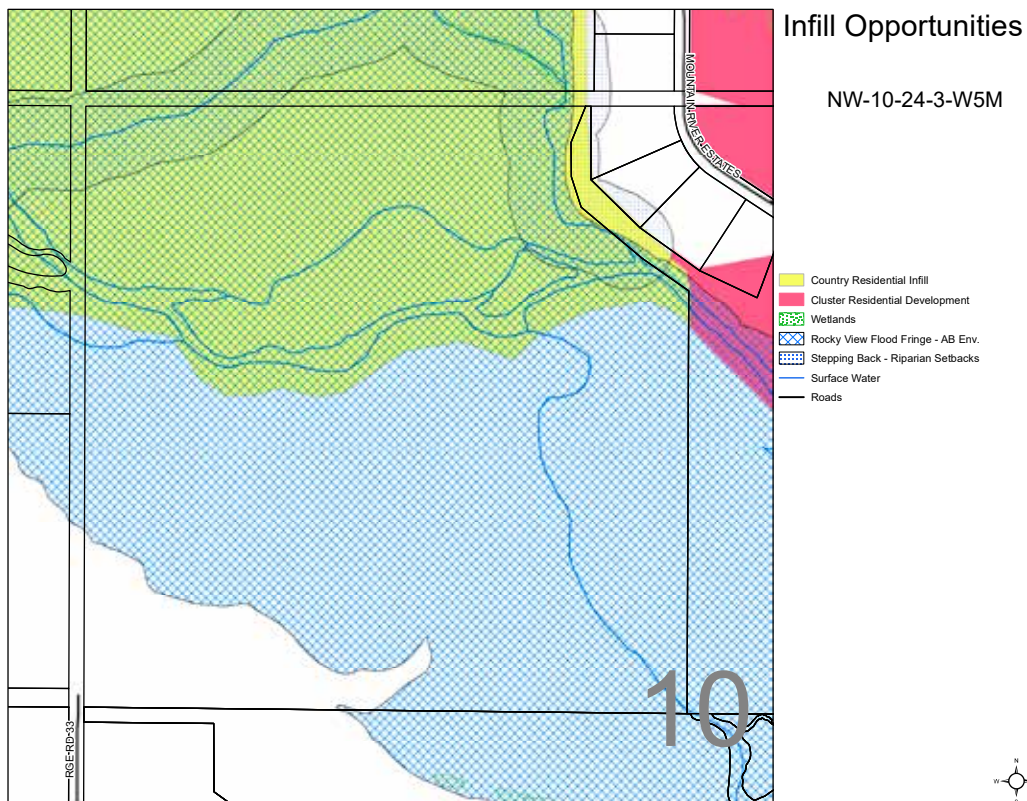 Infill Opportunities
NW-10-24-3-W5M
MOUNTAIN RIVER ESTATES
Country Residential Infill
Cluster Residential Development
Wetlands
Rocky View Flood Fringe - AB Env.
Stepping Back - Riparian Setbacks
Surface Water
Roads
10
RGE-RD-33
N
W
S